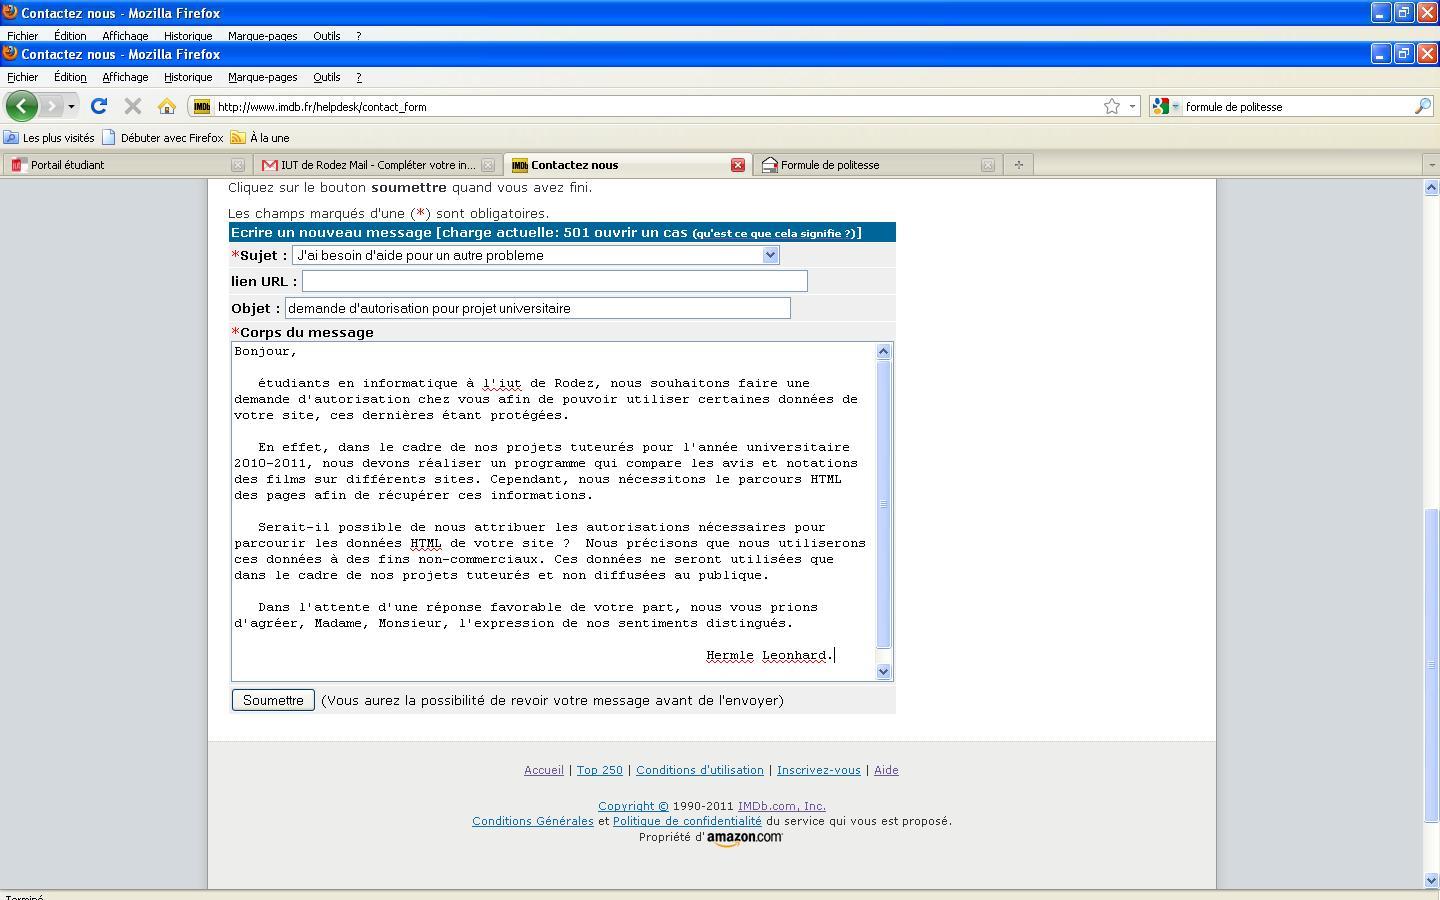 Contactez nous - Mozilla Firefox
Fichier Édition Affichage Historique Marque-pages Outils ?
Contactez nous - Mozilla Firefox
Fichier Édition Affichage Historique Marque-pages Outils ?
IMDb http://www.imdb.fr/helpdesk/contact_form formule de politesse
Les plus visités Débuter avec Firefox À la une
Portail étudiant IUT de Rodez Mail - Compléter votre in... IMDb Contactez nous Formule de politesse
Cliquez sur le bouton soumettre quand vous avez fini.
Les champs marqués d'une (*) sont obligatoires.
Ecrire un nouveau message [charge actuelle: 501 ouvrir un cas (qu'est ce que cela signifie ?)]
*Sujet : J'ai besoin d'aide pour un autre probleme
lien URL :
Objet : demande d'autorisation pour projet universitaire
*Corps du message
Bonjour,
étudiants en informatique à l'iut de Rodez, nous souhaitons faire une
demande d'autorisation chez vous afin de pouvoir utiliser certaines données de
votre site, ces dernières étant protégées.
En effet, dans le cadre de nos projets tuteurés pour l'année universitaire
2010-2011, nous devons réaliser un programme qui compare les avis et notations
des films sur différents sites. Cependant, nous nécessitons le parcours HTML
des pages afin de récupérer ces informations.
Serait-il possible de nous attribuer les autorisations nécessaires pour
parcourir les données HTML de votre site ? Nous précisons que nous utiliserons
ces données à des fins non-commerciaux. Ces données ne seront utilisées que
dans le cadre de nos projets tuteurés et non diffusées au publique.
Dans l'attente d'une réponse favorable de votre part, nous vous prions
d'agréer, Madame, Monsieur, l'expression de nos sentiments distingués.
Hermle Leonhard.
Soumettre (Vous aurez la possibilité de revoir votre message avant de l'envoyer)
Accueil | Top 250 | Conditions d'utilisation | Inscrivez-vous | Aide
Copyright © 1990-2011 IMDb.com, Inc.
Conditions Générales et Politique de confidentialité du service qui vous est proposé.
Propriété d'amazon.com
Terminé